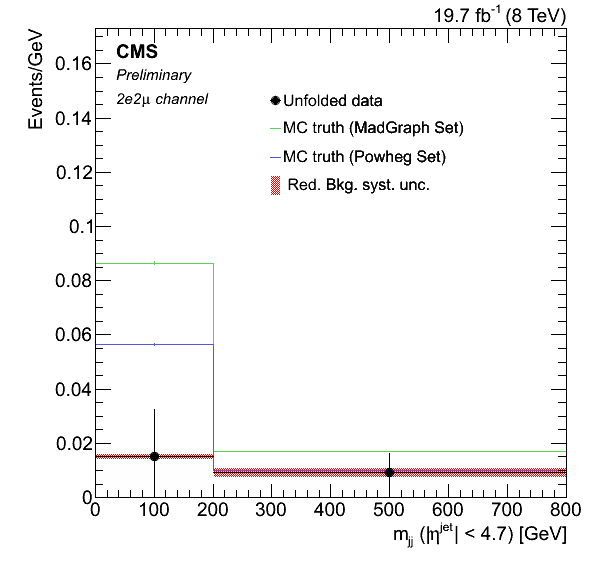 19.7 fb⁻¹ (8 TeV)
Events/GeV
CMS
Preliminary
2e2μ channel
Unfolded data
MC truth (MadGraph Set)
MC truth (Powheg Set)
Red. Bkg. syst. unc.
0.16
0.14
0.12
0.1
0.08
0.06
0.04
0.02
0
0 100 200 300 400 500 600 700 800
m_jj (|η^jet| < 4.7) [GeV]